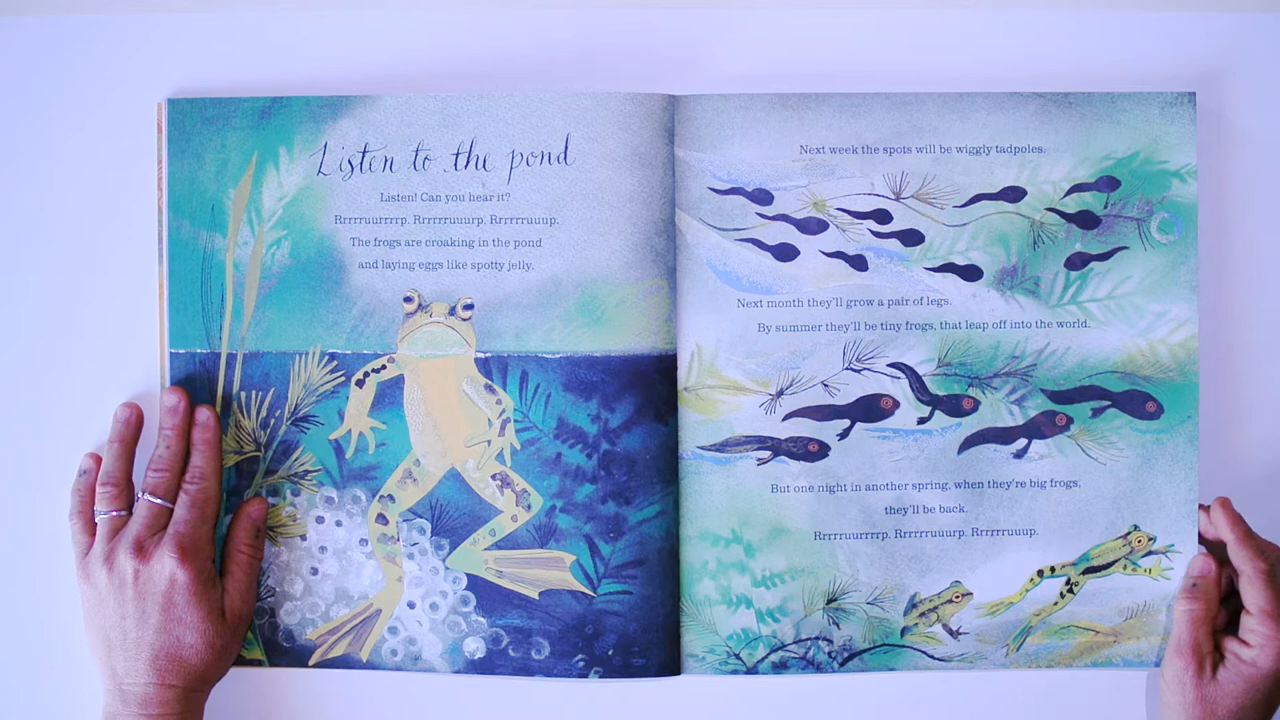 Listen to the pond
Listen! Can you hear it?
Rrrrruurrrrp. Rrrrrruuurp. Rrrrrruuup.
The frogs are croaking in the pond
and laying eggs like spotty jelly.
Next week the spots will be wiggly tadpoles.
Next month they'll grow a pair of legs.
By summer they'll be tiny frogs, that leap off into the world.
But one night in another spring, when they're big frogs,
they'll be back.
Rrrrruurrrrp. Rrrrrruuurp. Rrrrrruuup.